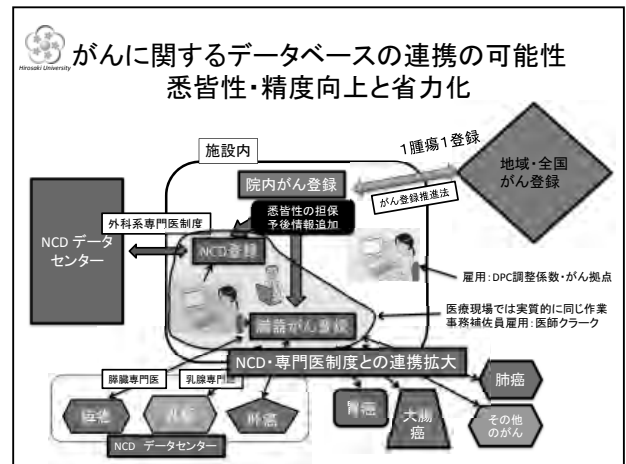 Hirosaki University
がんに関するデータベースの連携の可能性
悉皆性・精度向上と省力化
施設内
1腫瘍1登録
地域・全国
がん登録
院内がん登録
がん登録推進法
悉皆性の担保
予後情報追加
外科系専門医制度
NCD データ
センター
NCD登録
雇用：DPC調整係数・がん拠点
医療現場では実質的に同じ作業
事務補佐員雇用：医師クラーク
臓器がん登録
NCD・専門医制度との連携拡大
膵臓専門医
乳腺専門医
肺癌
膵癌
乳癌
肝癌
胃癌
大腸
癌
その他
のがん
NCD データセンター